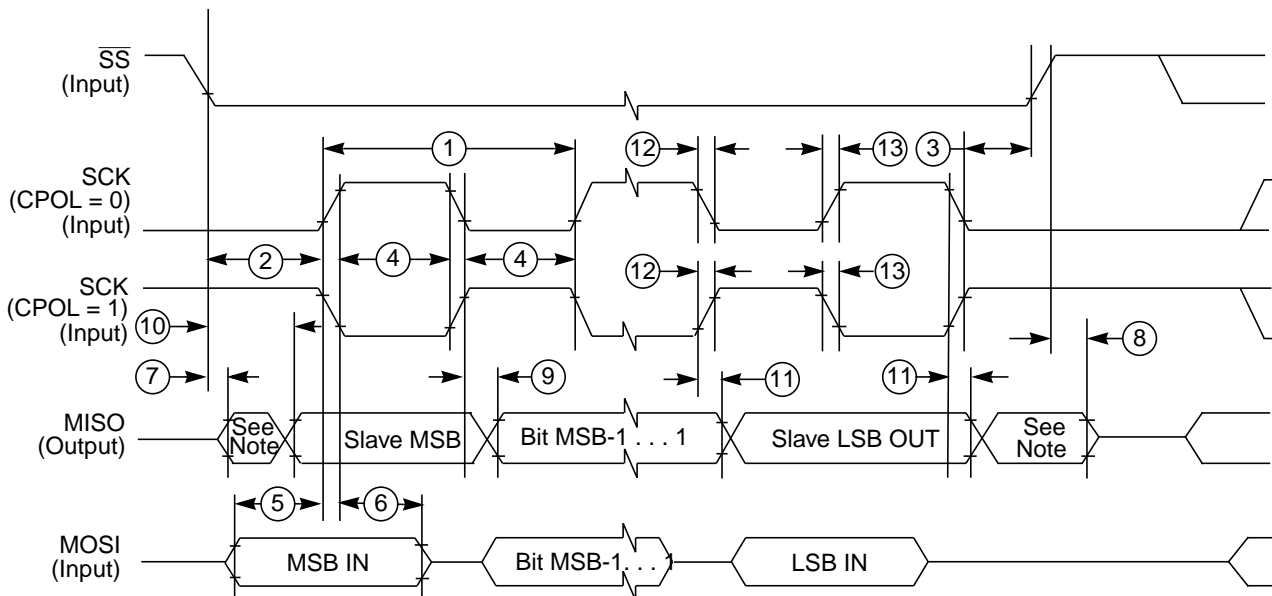 SS
(Input)
1
12
13
3
SCK
(CPOL = 0)
(Input)
2
4
4
12
13
SCK
(CPOL = 1)
(Input)
10
8
7
9
11
11
MISO
(Output)
See
Note
Slave MSB
Bit MSB-1 . . . 1
Slave LSB OUT
See
Note
5
6
MOSI
(Input)
MSB IN
Bit MSB-1. . . 1
LSB IN